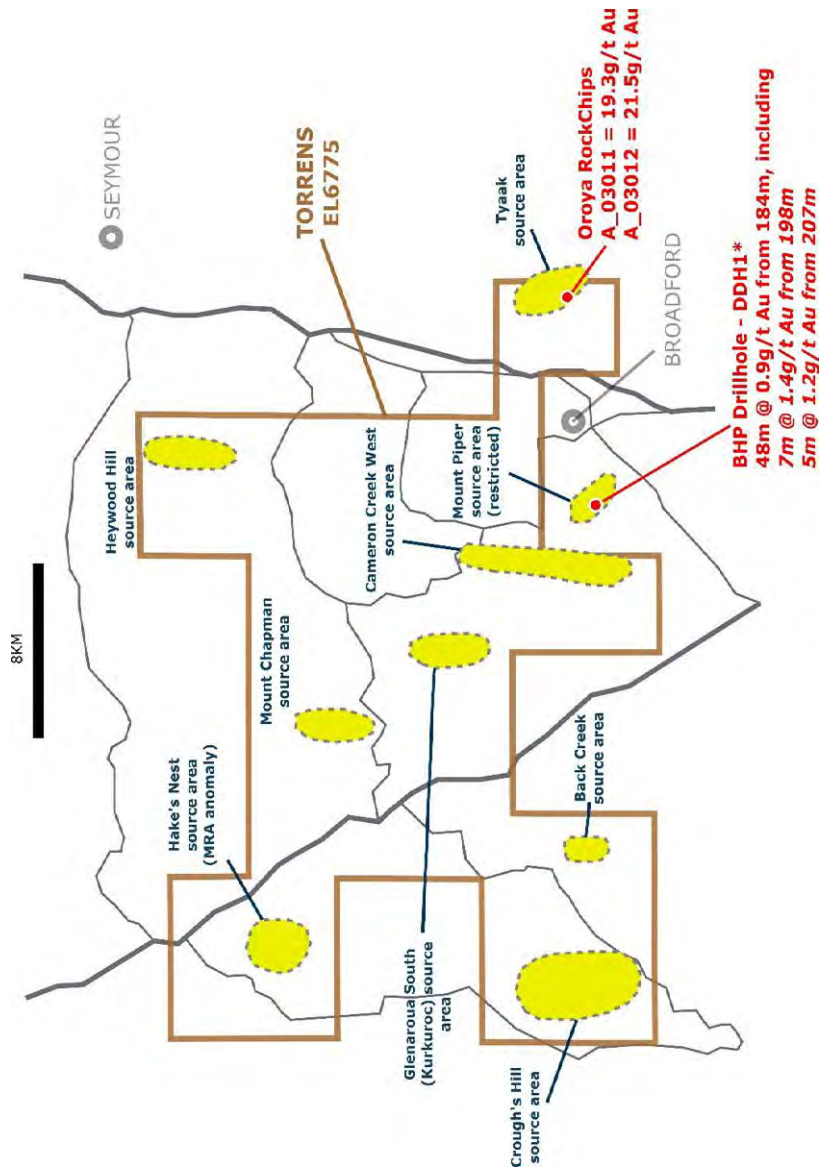 8KM
SEYMOUR
Heywood Hill
source area
TORRENS
EL6775
Hake's Nest
source area
(MRA anomaly)
Mount Chapman
source area
Cameron Creek West
source area
Tyaak
source area
Mount Piper
source area
(restricted)
Oroya RockChips
A_03011 = 19.3g/t Au
A_03012 = 21.5g/t Au
Glenaroua South
(Kurkuroc) source
area
BROADFORD
Back Creek
source area
Crough's Hill
source area
BHP Drillhole - DDH1*
48m @ 0.9g/t Au from 184m, including
7m @ 1.4g/t Au from 198m
5m @ 1.2g/t Au from 207m